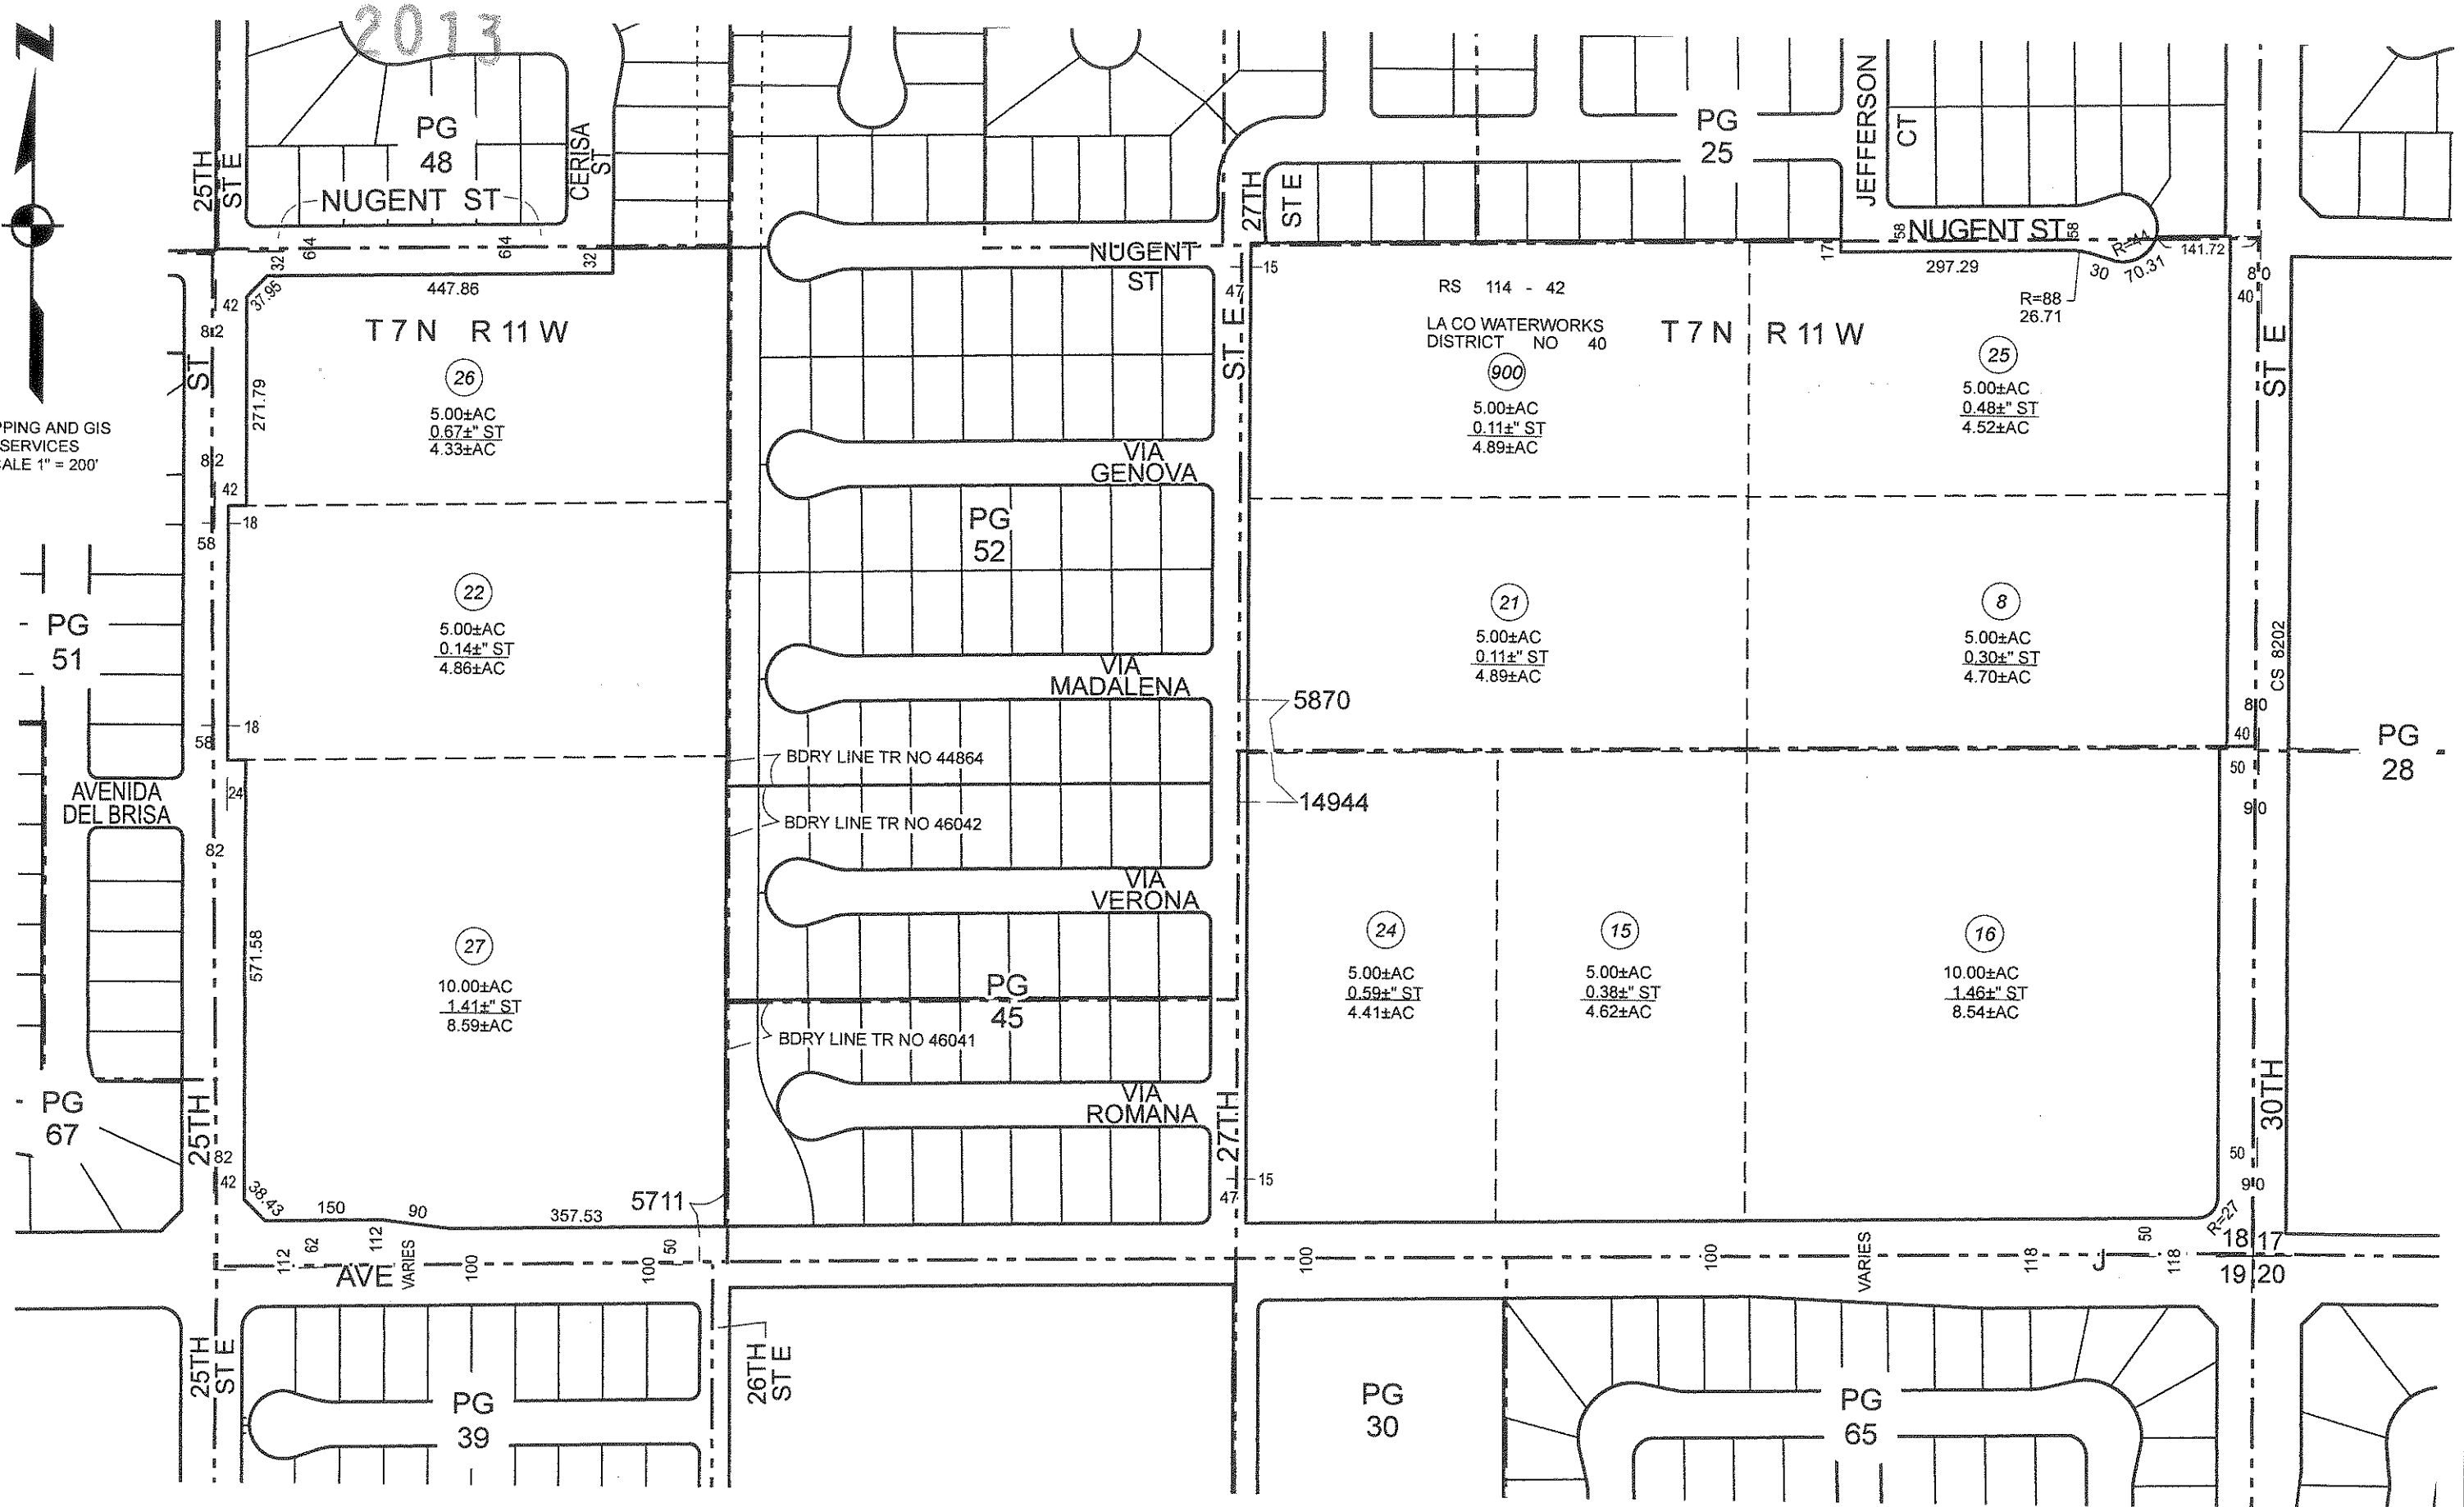 2013
N
PG
48
25TH
ST E
NUGENT ST
CERISA
ST
64
64
32
32
37.95
447.86
42
82
T 7 N R 11 W
ST
271.79
26
5.00±AC
0.67±" ST
4.33±AC
PPING AND GIS
SERVICES
ALE 1" = 200'
82
42
18
58
22
5.00±AC
0.14±" ST
4.86±AC
PG
51
18
58
AVENIDA
DEL BRISA
24
82
571.58
27
10.00±AC
1.41±" ST
8.59±AC
PG
67
25TH
82
42
38.43
150
90
357.53
5711
112
62
112
VARIES
100
100
50
AVE
25TH
ST E
PG
39
26TH
ST E
NUGENT
ST
47
15
ST E
VIA
GENOVA
PG
52
VIA
MADALENA
BDRY LINE TR NO 44864
BDRY LINE TR NO 46042
VIA
VERONA
PG
45
BDRY LINE TR NO 46041
VIA
ROMANA
27TH
47
15
5870
14944
27TH
ST E
PG
25
JEFFERSON
CT
NUGENT ST
58
58
17
297.29
R=44
30
70.31
141.72
R=88
26.71
80
40
RS 114 - 42
LA CO WATERWORKS
DISTRICT NO 40
T 7 N R 11 W
900
5.00±AC
0.11±" ST
4.89±AC
25
5.00±AC
0.48±" ST
4.52±AC
ST E
21
5.00±AC
0.11±" ST
4.89±AC
8
5.00±AC
0.30±" ST
4.70±AC
CS 8202
80
40
50
90
PG
28
24
5.00±AC
0.59±" ST
4.41±AC
15
5.00±AC
0.38±" ST
4.62±AC
16
10.00±AC
1.46±" ST
8.54±AC
30TH
50
90
R=27
18 17
19 20
100
100
VARIES
118
J
50
118
PG
30
PG
65